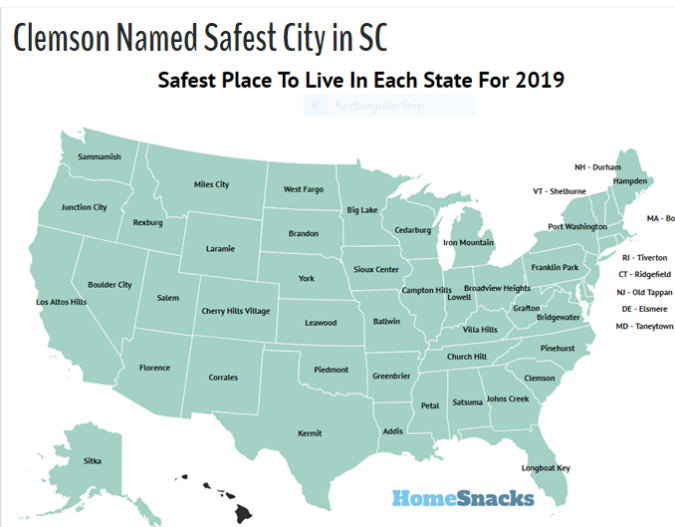 Clemson Named Safest City in SC
Safest Place To Live In Each State For 2019
Rectangular Snip
Sammamish
NH - Durham
Miles City
Hampden
West Fargo
VT - Shelburne
Junction City
Big Lake
Rexburg
Brandon
Cedarburg
Port Washington
MA - Bo
Laramie
Iron Mountain
RI - Tiverton
Franklin Park
Sioux Center
CT - Ridgefield
York
Boulder City
Campton Hills
Broadview Heights
NJ - Old Tappan
Los Altos Hills
Salem
Lowell
Grafton
DE - Elsmere
Cherry Hills Village
Leawood
Ballwin
Bridgewater
MD - Taneytown
Villa Hills
Pinehurst
Church Hill
Florence
Corrales
Piedmont
Greenbrier
Clemson
Petal
Satsuma
Johns Creek
Kermit
Addis
Sitka
Longboat Key
HomeSnacks